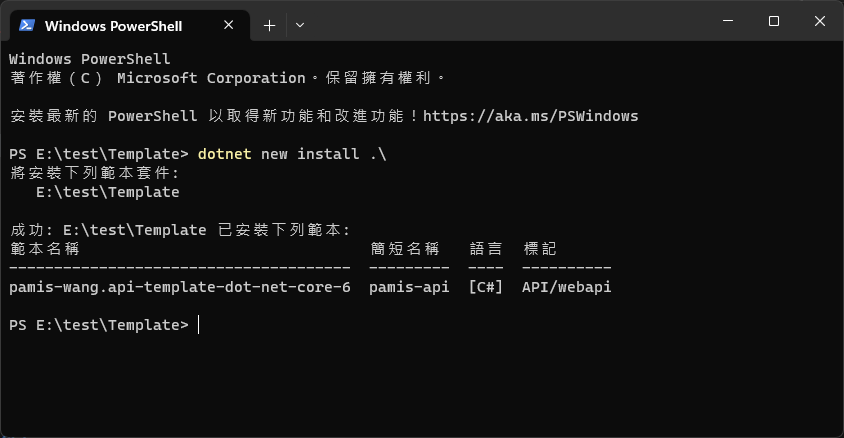 Windows PowerShell
Windows PowerShell
著作權 (C) Microsoft Corporation。保留擁有權利。
安裝最新的 PowerShell 以取得新功能和改進功能！https://aka.ms/PSWindows
PS E:\test\Template> dotnet new install .\
將安裝下列範本套件:
E:\test\Template
成功: E:\test\Template 已安裝下列範本:
範本名稱 簡短名稱 語言 標記
-------------------------------------- --------- ---- ----------
pamis-wang.api-template-dot-net-core-6 pamis-api [C#] API/webapi
PS E:\test\Template>